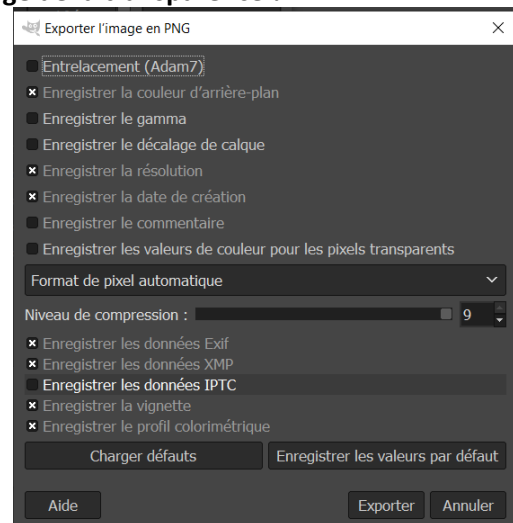 Exporter l'image en PNG
Entrelacement (Adam7)
Enregistrer la couleur d'arrière-plan
Enregistrer le gamma
Enregistrer le décalage de calque
Enregistrer la résolution
Enregistrer la date de création
Enregistrer le commentaire
Enregistrer les valeurs de couleur pour les pixels transparents
Format de pixel automatique
Niveau de compression : 9
Enregistrer les données Exif
Enregistrer les données XMP
Enregistrer les données IPTC
Enregistrer la vignette
Enregistrer le profil colorimétrique
Charger défauts Enregistrer les valeurs par défaut
Aide Exporter Annuler